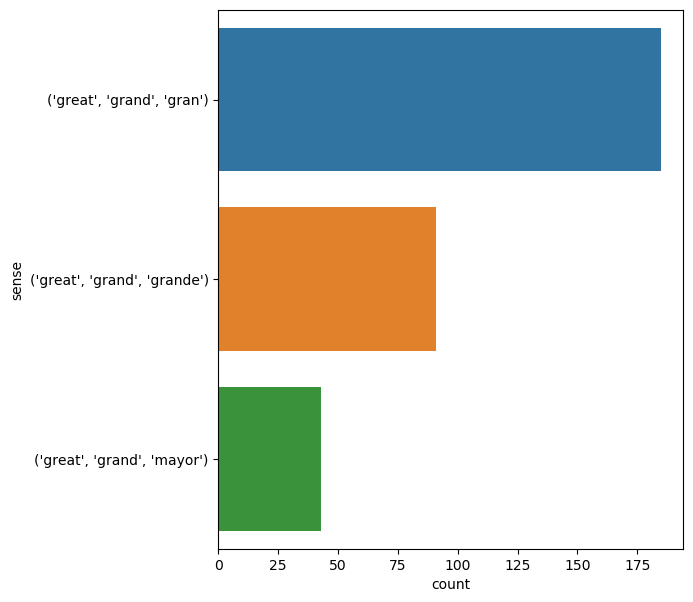 ('great', 'grand', 'gran')
('great', 'grand', 'grande')
('great', 'grand', 'mayor')
sense
0 25 50 75 100 125 150 175
count